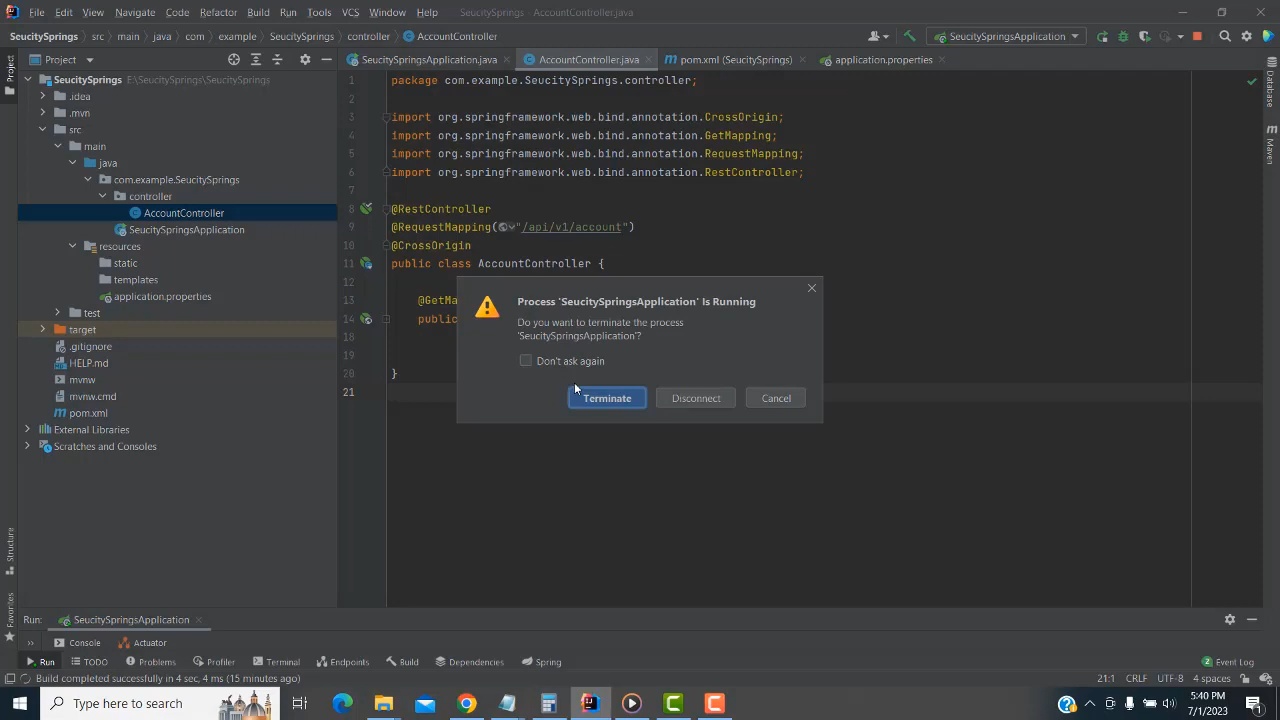 File Edit View Navigate Code Refactor Build Run Tools VCS Window Help SeucitySprings - AccountController.java
SeucitySprings src main java com example SeucitySprings controller AccountController SeucitySpringsApplication
Project
SeucitySpringsApplication.java AccountController.java pom.xml (SeucitySprings) application.properties
SeucitySprings E:\SeucitySprings\SeucitySprings
.idea
.mvn
src
main
java
com.example.SeucitySprings
controller
AccountController
SeucitySpringsApplication
resources
static
templates
application.properties
test
target
.gitignore
HELP.md
mvnw
mvnw.cmd
pom.xml
External Libraries
Scratches and Consoles
Project
Structure
Favorites
1 package com.example.SeucitySprings.controller;
2
3 import org.springframework.web.bind.annotation.CrossOrigin;
4 import org.springframework.web.bind.annotation.GetMapping;
5 import org.springframework.web.bind.annotation.RequestMapping;
6 import org.springframework.web.bind.annotation.RestController;
7
8 @RestController
9 @RequestMapping("/api/v1/account")
10 @CrossOrigin
11 public class AccountController {
12
13 @GetMa
14 public
18
19
20 }
21
Process 'SeucitySpringsApplication' Is Running
Do you want to terminate the process
'SeucitySpringsApplication'?
Don't ask again
Terminate Disconnect Cancel
Database
Maven
Run: SeucitySpringsApplication
Console Actuator
Run TODO Problems Profiler Terminal Endpoints Build Dependencies Spring 2 Event Log
Build completed successfully in 4 sec, 4 ms (15 minutes ago) 21:1 CRLF UTF-8 4 spaces
Type here to search
5:40 PM
7/1/2023